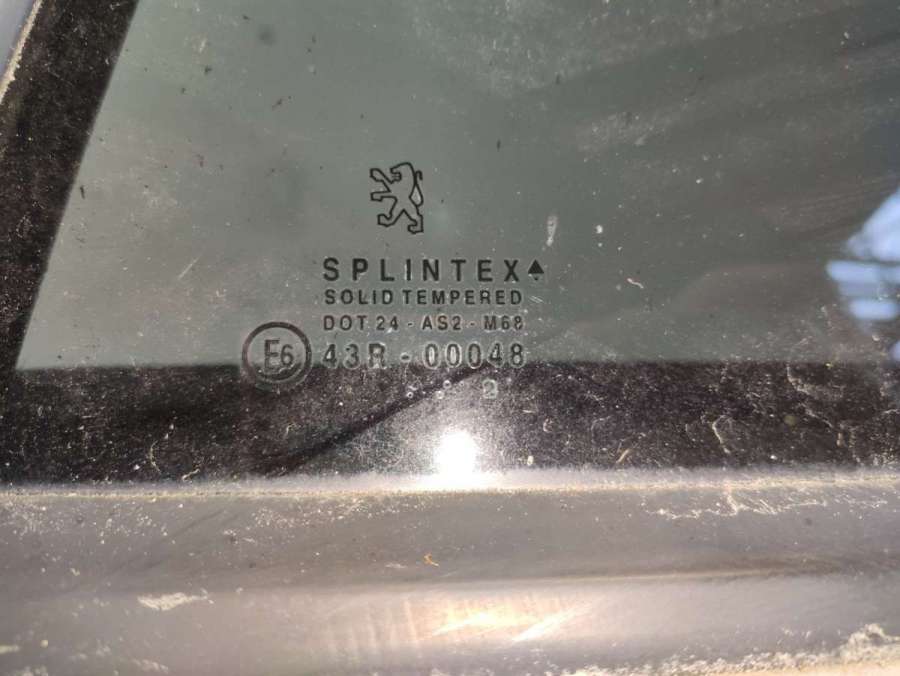 SPLINTEX
SOLID TEMPERED
DOT 24 - AS2 - M68
E6 43R - 00048